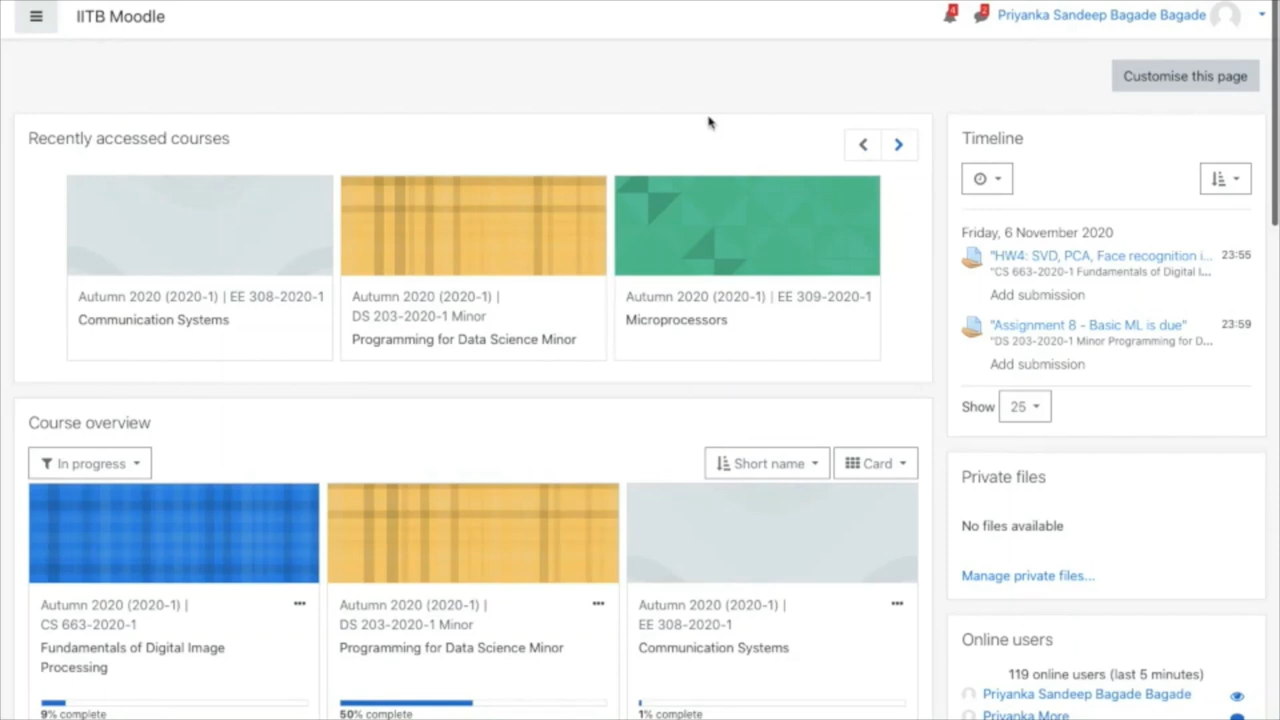 IITB Moodle
4
2
Priyanka Sandeep Bagade Bagade
Customise this page
Recently accessed courses
Autumn 2020 (2020-1) | EE 308-2020-1
Communication Systems
Autumn 2020 (2020-1) |
DS 203-2020-1 Minor
Programming for Data Science Minor
Autumn 2020 (2020-1) | EE 309-2020-1
Microprocessors
Timeline
Friday, 6 November 2020
"HW4: SVD, PCA, Face recognition i... 23:55
"CS 663-2020-1 Fundamentals of Digital I...
Add submission
"Assignment 8 - Basic ML is due" 23:59
"DS 203-2020-1 Minor Programming for D...
Add submission
Show 25
Course overview
In progress
Short name
Card
Autumn 2020 (2020-1) |
CS 663-2020-1
Fundamentals of Digital Image
Processing
9% complete
Autumn 2020 (2020-1) |
DS 203-2020-1 Minor
Programming for Data Science Minor
50% complete
Autumn 2020 (2020-1) |
EE 308-2020-1
Communication Systems
1% complete
Private files
No files available
Manage private files...
Online users
119 online users (last 5 minutes)
Priyanka Sandeep Bagade Bagade
Priyanka More